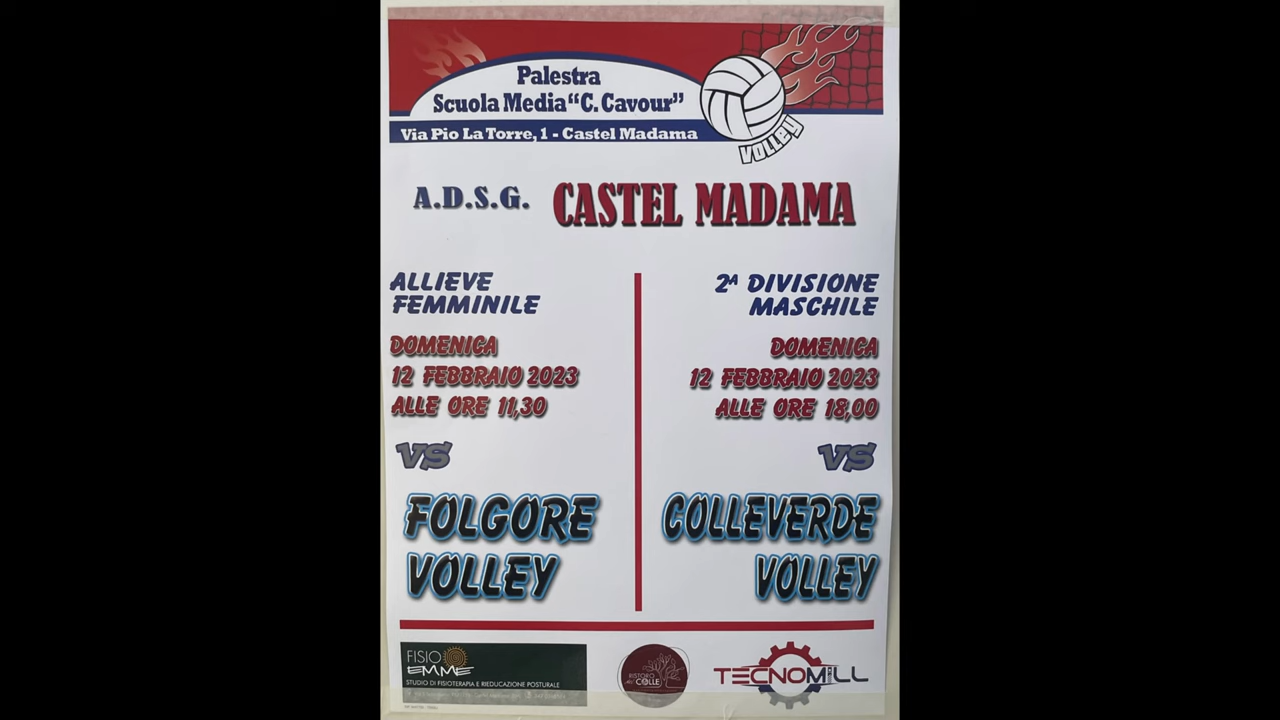 Palestra
Scuola Media “C. Cavour”
Via Pio La Torre, 1 - Castel Madama
VOLLEY
A.D.S.G. CASTEL MADAMA
ALLIEVE
FEMMINILE
DOMENICA
12 FEBBRAIO 2023
ALLE ORE 11,30
VS
FOLGORE
VOLLEY
2ᴬ DIVISIONE
MASCHILE
DOMENICA
12 FEBBRAIO 2023
ALLE ORE 18,00
VS
COLLEVERDE
VOLLEY
FISIO
EMME
STUDIO DI FISIOTERAPIA E RIEDUCAZIONE POSTURALE
RISTORO
del COLLE
TECNOMILL